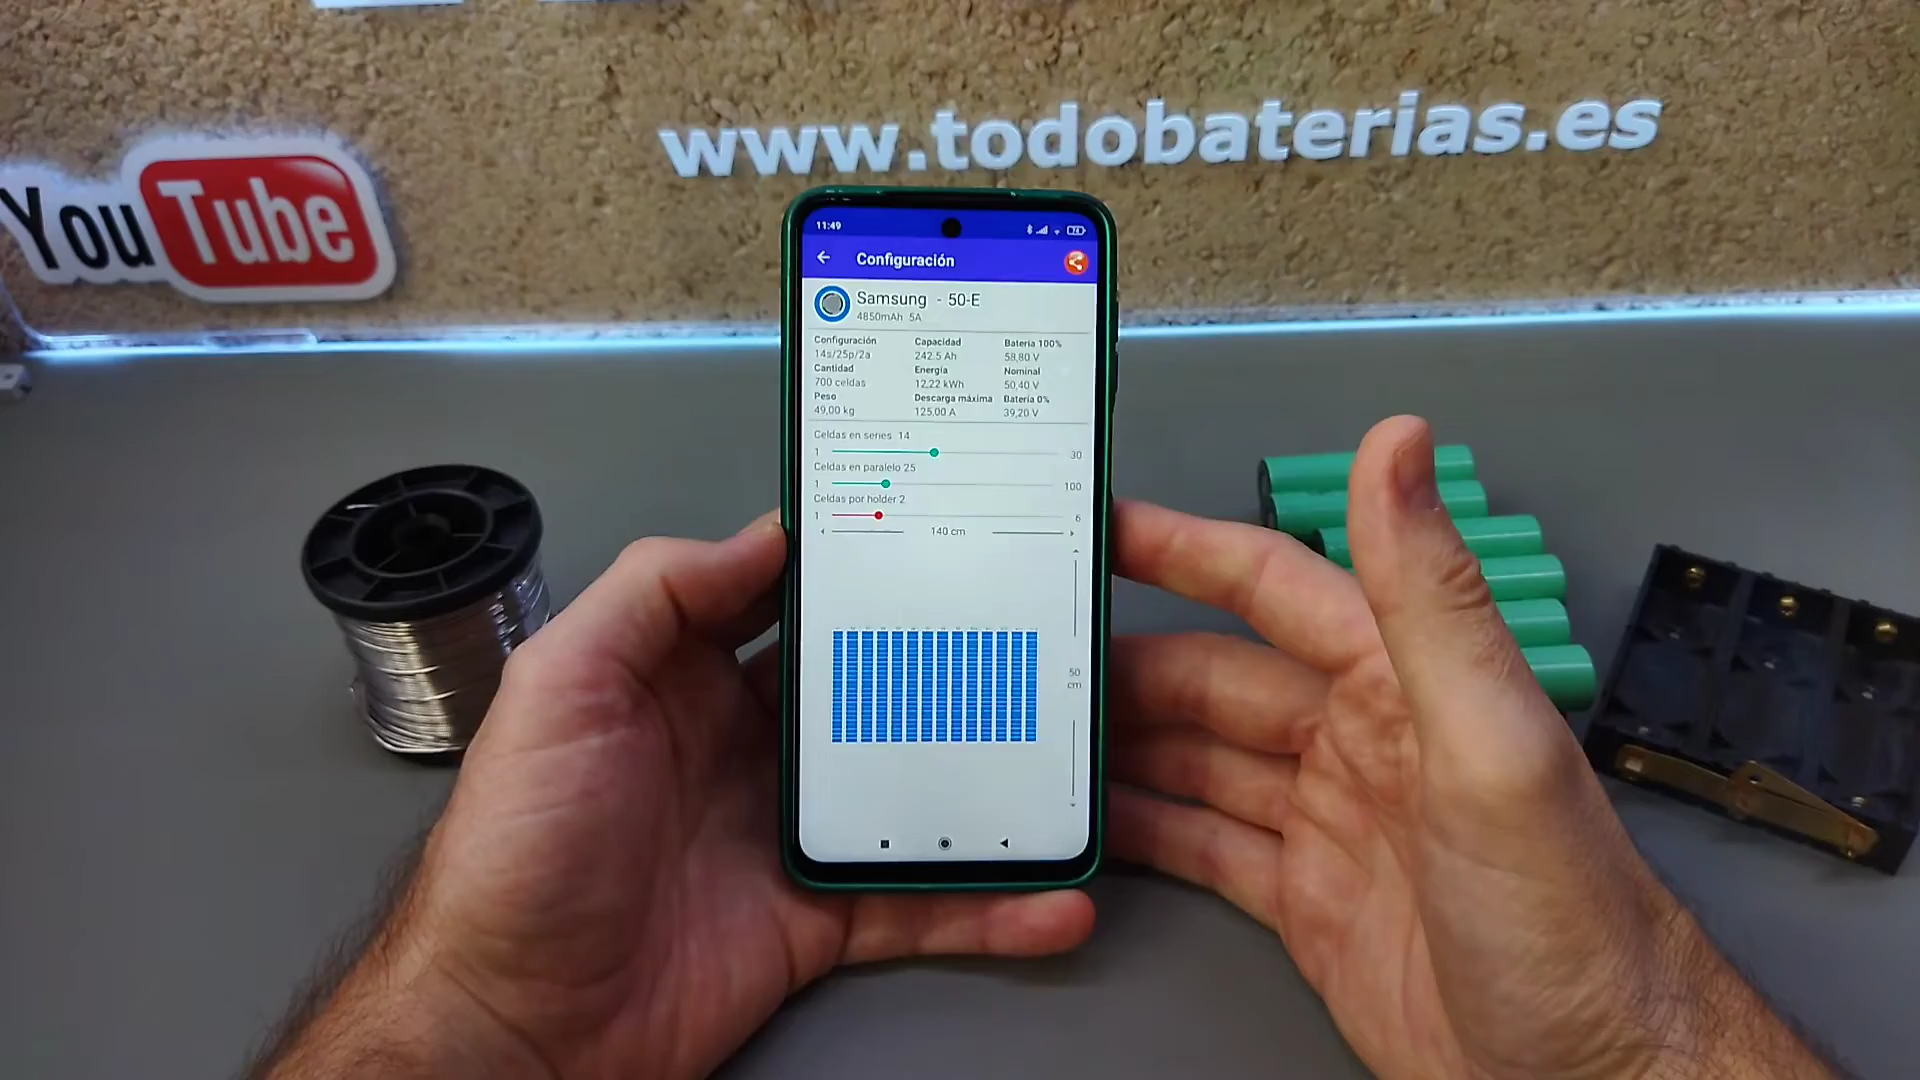 www.todobaterias.es
YouTube
11:49
74
Configuración
Samsung - 50-E
4850mAh 5A
Configuración
Capacidad
Batería 100%
14s/25p/2a
242.5 Ah
58,80 V
Cantidad
Energía
Nominal
700 celdas
12,22 kWh
50,40 V
Peso
Descarga máxima
Batería 0%
49,00 kg
125,00 A
39,20 V
Celdas en series 14
1
30
Celdas en paralelo 25
1
100
Celdas por holder 2
1
6
140 cm
50
cm